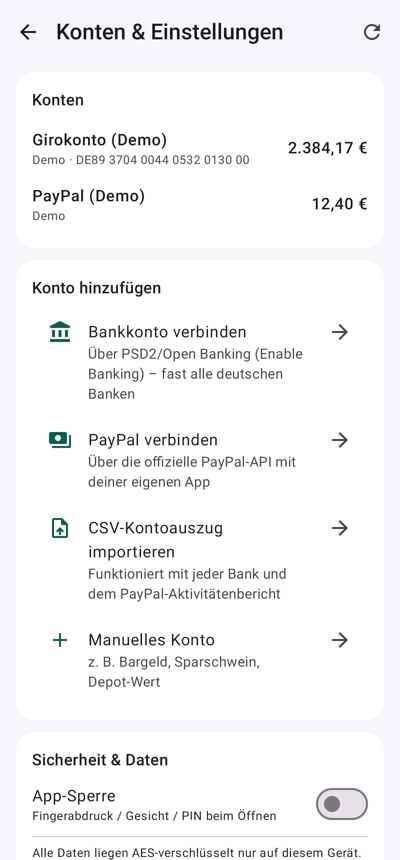 Konten & Einstellungen
Konten
Girokonto (Demo)
2.384,17 €
Demo · DE89 3704 0044 0532 0130 00
PayPal (Demo)
12,40 €
Demo
Konto hinzufügen
Bankkonto verbinden
Über PSD2/Open Banking (Enable
Banking) – fast alle deutschen
Banken
PayPal verbinden
Über die offizielle PayPal-API mit
deiner eigenen App
CSV-Kontoauszug
importieren
Funktioniert mit jeder Bank und
dem PayPal-Aktivitätenbericht
Manuelles Konto
z. B. Bargeld, Sparschwein,
Depot-Wert
Sicherheit & Daten
App-Sperre
Fingerabdruck / Gesicht / PIN beim Öffnen
Alle Daten liegen AES-verschlüsselt nur auf diesem Gerät.